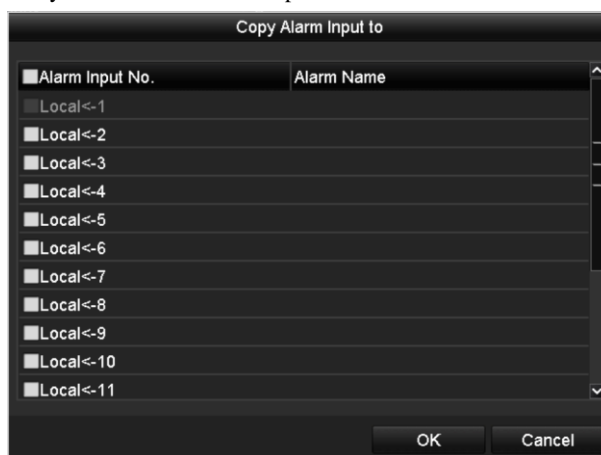 Copy Alarm Input to
Alarm Input No. Alarm Name
Local<-1
Local<-2
Local<-3
Local<-4
Local<-5
Local<-6
Local<-7
Local<-8
Local<-9
Local<-10
Local<-11
OK Cancel